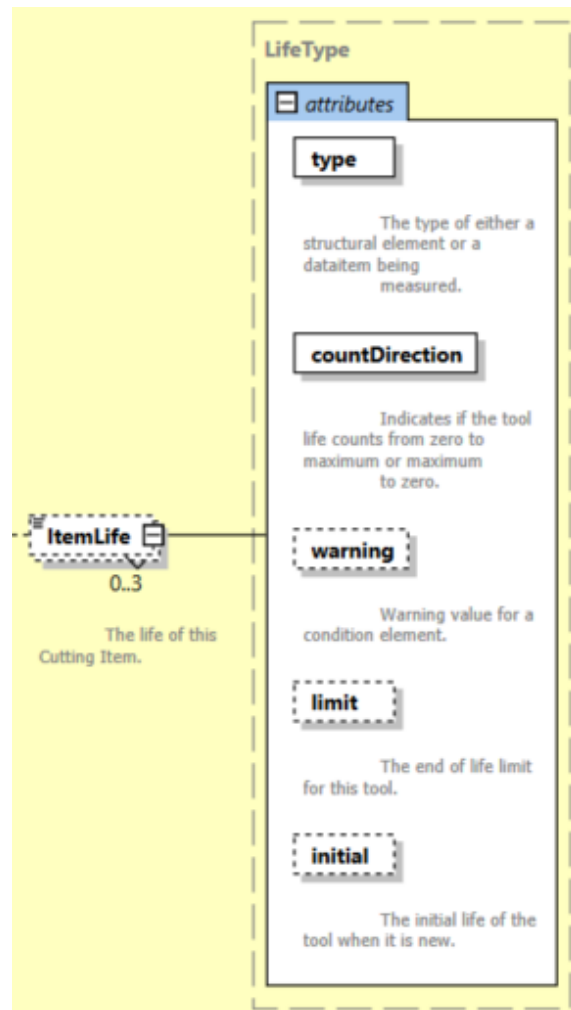 LifeType
attributes
type
The type of either a
structural element or a
dataitem being
measured.
countDirection
Indicates if the tool
life counts from zero to
maximum or maximum
to zero.
ItemLife
0..3
The life of this
Cutting Item.
warning
Warning value for a
condition element.
limit
The end of life limit
for this tool.
initial
The initial life of the
tool when it is new.